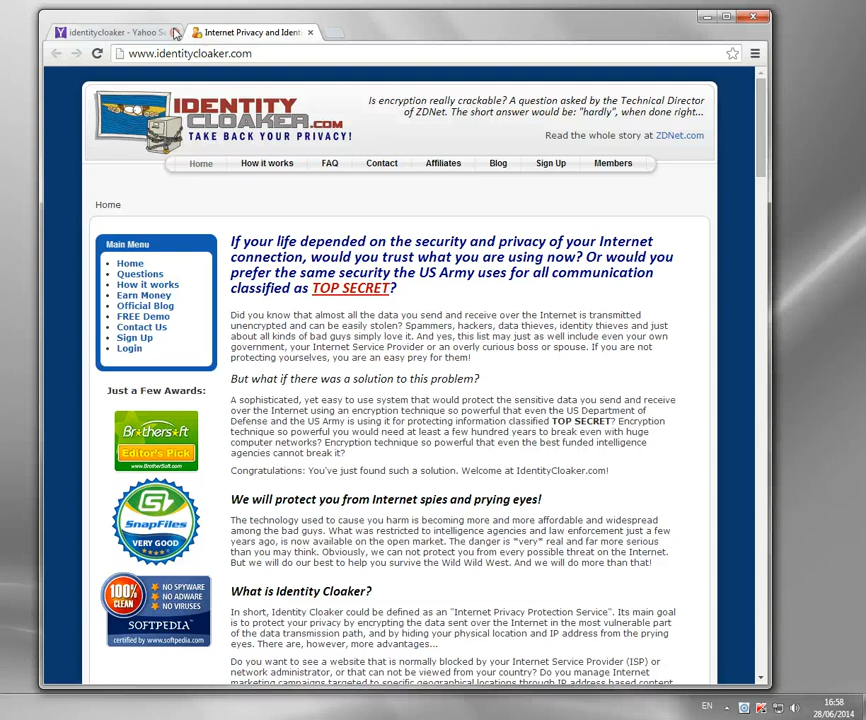 identitycloaker - Yahoo S
Internet Privacy and Ident
www.identitycloaker.com
IDENTITY
CLOAKER.COM
TAKE BACK YOUR PRIVACY!
Is encryption really crackable? A question asked by the Technical Director
of ZDNet. The short answer would be: "hardly", when done right...
Read the whole story at ZDNet.com
Home How it works FAQ Contact Affiliates Blog Sign Up Members
Home
Main Menu
Home
Questions
How it works
Earn Money
Official Blog
FREE Demo
Contact Us
Sign Up
Login
Just a Few Awards:
Brothersoft
Editor's Pick
www.BrotherSoft.com
SnapFiles
VERY GOOD
100%
CLEAN
NO SPYWARE
NO ADWARE
NO VIRUSES
SOFTPEDIA
certified by www.softpedia.com
If your life depended on the security and privacy of your Internet
connection, would you trust what you are using now? Or would you
prefer the same security the US Army uses for all communication
classified as TOP SECRET?
Did you know that almost all the data you send and receive over the Internet is transmitted
unencrypted and can be easily stolen? Spammers, hackers, data thieves, identity thieves and just
about all kinds of bad guys simply love it. And yes, this list may just as well include even your own
government, your Internet Service Provider or an overly curious boss or spouse. If you are not
protecting yourselves, you are an easy prey for them!
But what if there was a solution to this problem?
A sophisticated, yet easy to use system that would protect the sensitive data you send and receive
over the Internet using an encryption technique so powerful that even the US Department of
Defense and the US Army is using it for protecting information classified TOP SECRET? Encryption
technique so powerful you would need at least a few hundred years to break even with huge
computer networks? Encryption technique so powerful that even the best funded intelligence
agencies cannot break it?
Congratulations: You've just found such a solution. Welcome at IdentityCloaker.com!
We will protect you from Internet spies and prying eyes!
The technology used to cause you harm is becoming more and more affordable and widespread
among the bad guys. What was restricted to intelligence agencies and law enforcement just a few
years ago, is now available on the open market. The danger is "very" real and far more serious
than you may think. Obviously, we can not protect you from every possible threat on the Internet.
But we will do our best to help you survive the Wild Wild West. And we will do more than that!
What is Identity Cloaker?
In short, Identity Cloaker could be defined as an "Internet Privacy Protection Service". Its main goal
is to protect your privacy by encrypting the data sent over the Internet in the most vulnerable part
of the data transmission path, and by hiding your physical location and IP address from the prying
eyes. There are, however, more advantages...
Do you want to see a website that is normally blocked by your Internet Service Provider (ISP) or
network administrator, or that can not be viewed from your country? Do you manage Internet
marketing campaigns targeted to specific geographical locations through IP address based content
EN
16:58
28/06/2014